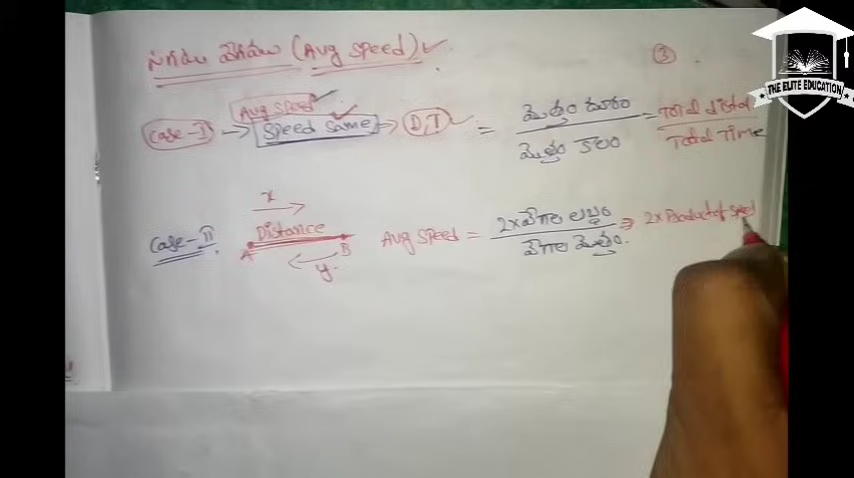 సగటు వేగము (Avg speed) ✓
3
Avg speed
Case-I → Speed same → D, T = మొత్తం దూరం / మొత్తం కాలం = Total / Total Time
x
Distance
Case-II A B Avg speed = 2×వేగాల లబ్దం / వేగాల మొత్తం. ⇒ 2× Product of Speed
y
THE ELITE EDUCATION